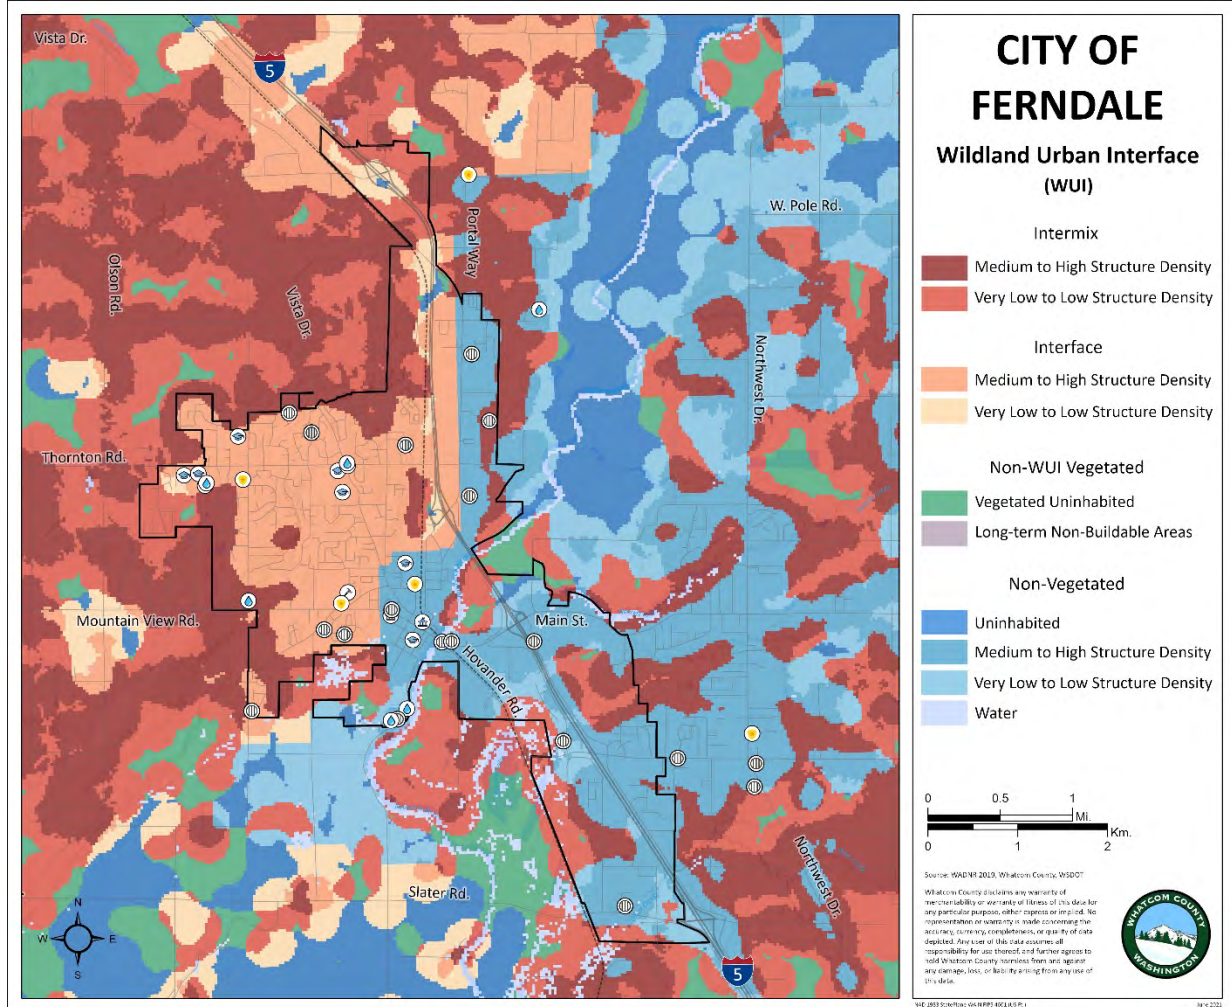 Vista Dr.
5
W. Pole Rd.
Portal Way
Olson Rd.
Vista Dr.
Northwest Dr.
Thornton Rd.
Mountain View Rd.
Main St.
Hovander Rd.
Slater Rd.
Northwest Dr.
N
W E
S
5
CITY OF
FERNDALE
Wildland Urban Interface
(WUI)
Intermix
Medium to High Structure Density
Very Low to Low Structure Density
Interface
Medium to High Structure Density
Very Low to Low Structure Density
Non-WUI Vegetated
Vegetated Uninhabited
Long-term Non-Buildable Areas
Non-Vegetated
Uninhabited
Medium to High Structure Density
Very Low to Low Structure Density
Water
0 0.5 1
Mi.
Km.
0 1 2
Source: WADNR 2019, Whatcom County, WSDOT
Whatcom County disclaims any warranty of
merchantability or warranty of fitness of this data for
any particular purpose, either express or implied. No
representation or warranty is made concerning the
accuracy, currency, completeness, or quality of data
depicted. Any user of this data assumes all
responsibility for use thereof, and further agrees to
hold Whatcom County harmless from and against
any damage, loss, or liability arising from any use of
this data.
WHATCOM COUNTY
WASHINGTON
June 2021